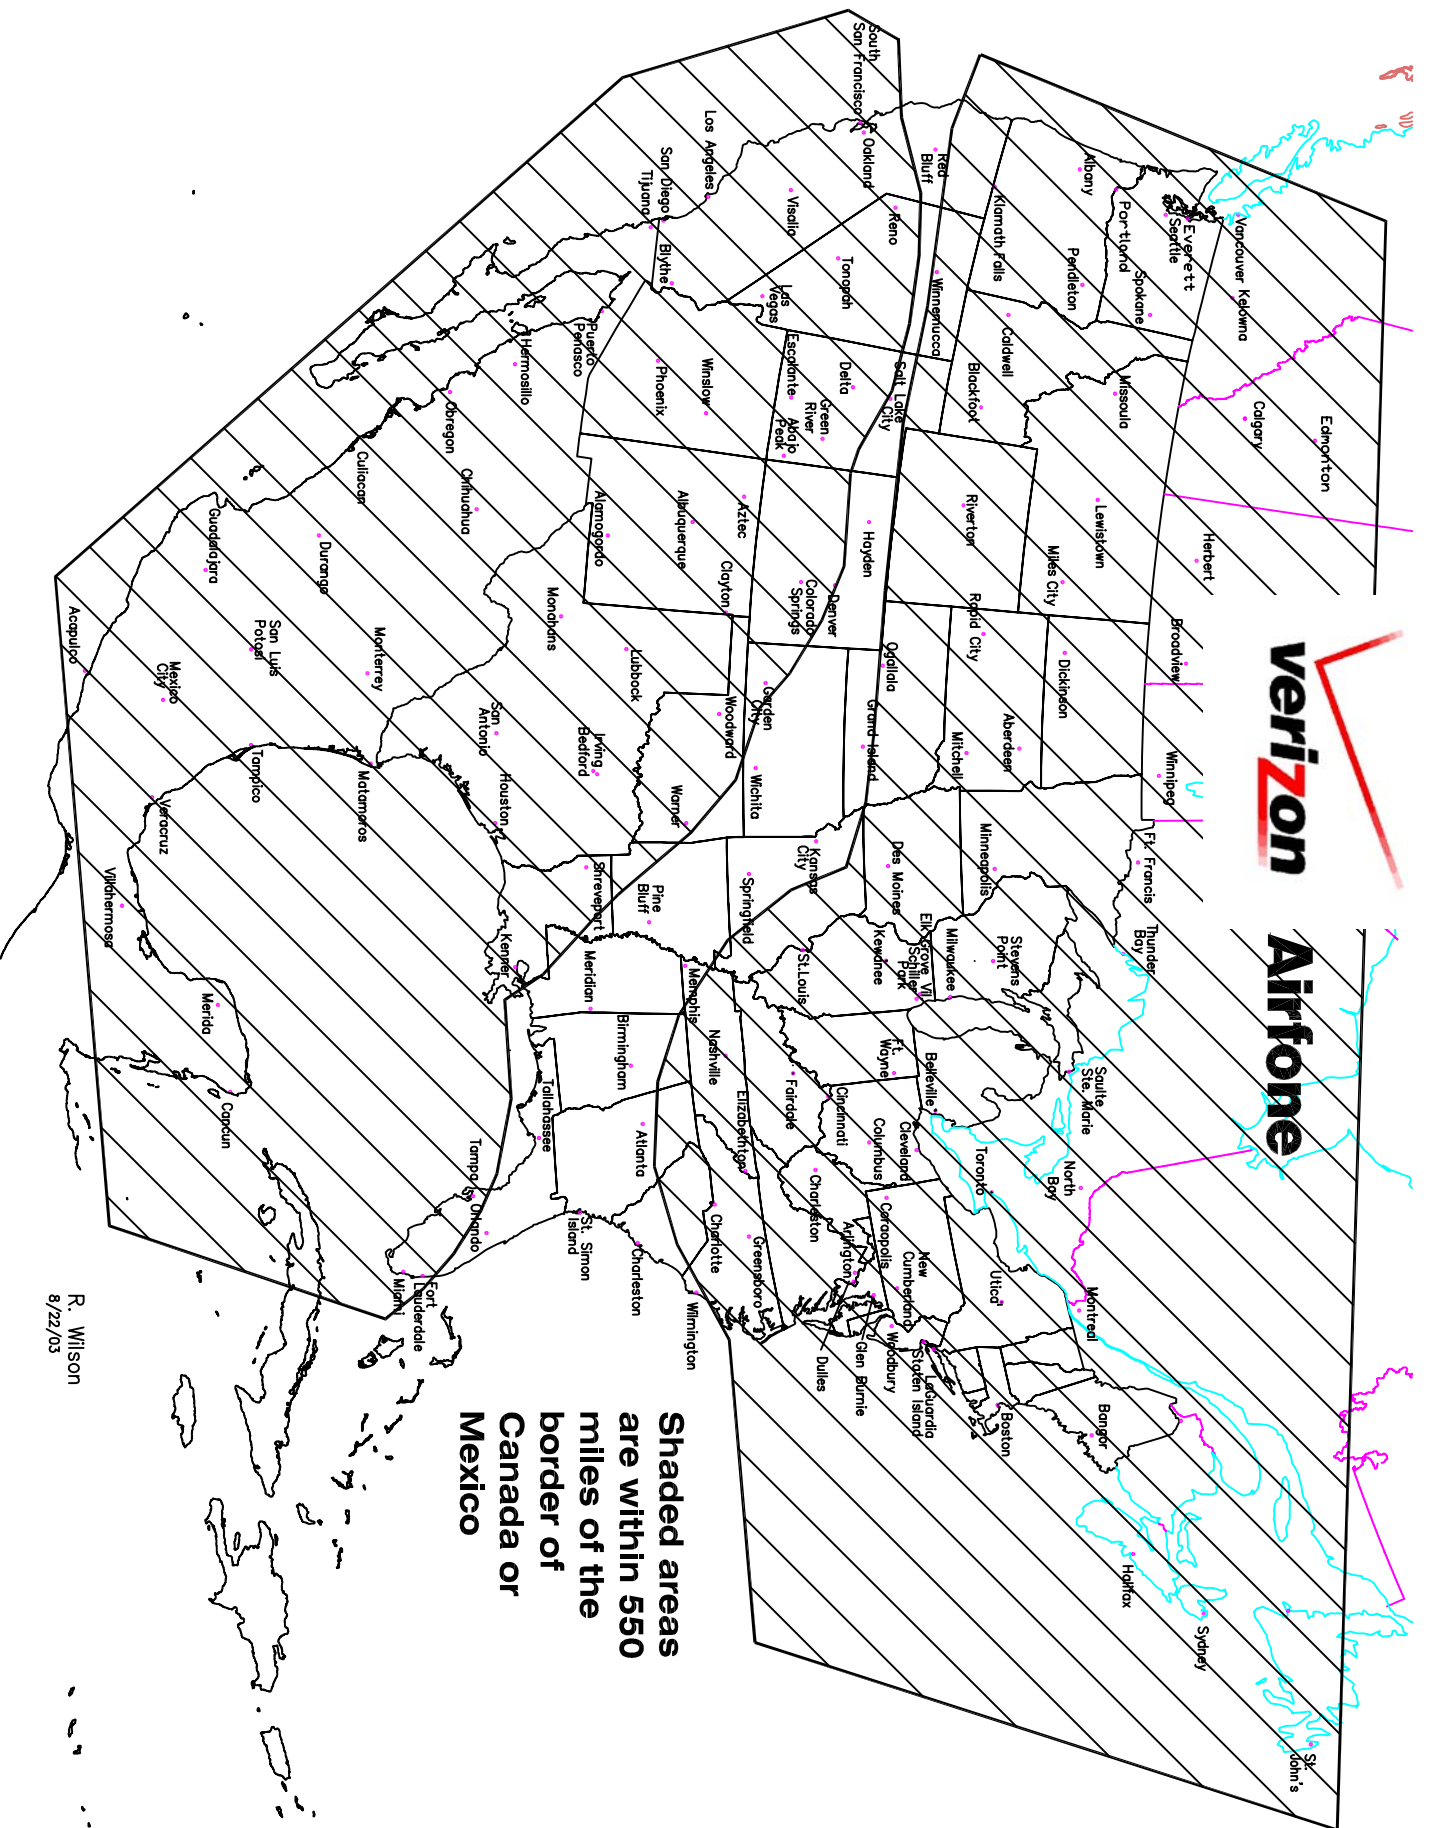 verizon Airfone
Edmonton
Calgary
Vancouver
Kelowna
Herbert
Broadview
Winnipeg
Ft. Francis
Thunder
Bay
Everett
Seattle
Spokane
Portland
Pendleton
Albany
Klamath Falls
Missoula
Lewistown
Miles City
Dickinson
Aberdeen
Mitchell
Rapid City
Riverton
Blackfoot
Caldwell
Winnemucca
Red
Bluff
Reno
Oakland
South
San Francisco
Visalia
Tonopah
Las
Vegas
Los Angeles
San Diego
Tijuana
Blythe
Salt Lake
City
Delta
Green
River
Escalante
Abajo
Peak
Winslow
Phoenix
Puerto
Penasco
Hermosillo
Obregon
Culiacan
Chihuahua
Durango
Guadalajara
Acapulco
Mexico
City
San Luis
Potosi
Monterrey
Matamoros
Tampico
Veracruz
Villahermosa
Merida
Cancun
Aztec
Albuquerque
Alamogordo
Clayton
Hayden
Denver
Colorado
Springs
Ogallala
Grand Island
Garden
City
Woodward
Wichita
Warner
Lubbock
Monahans
San
Antonio
Irving
Bedford
Houston
Shreveport
Pine
Bluff
Kenner
Meridian
Memphis
Springfield
Kansas
City
St.Louis
Des Moines
Minneapolis
Stevens
Point
Milwaukee
Elk Grove Vil
Schiller
Park
Kewanee
Ft.
Wayne
Belleville
Saulte
Ste. Marie
North
Bay
Toronto
Montreal
Utica
Cleveland
Columbus
Cincinnati
Fairdale
Nashville
Elizabethton
Birmingham
Atlanta
Tallahassee
Tampa
Orlando
Miami
Fort
Lauderdale
St. Simon
Island
Charleston
Wilmington
Charlotte
Greensboro
Charleston
Coraopolis
Arlington
New
Cumberland
Dulles
Glen Burnie
Woodbury
Staten Island
LaGuardia
Boston
Bangor
Halifax
Sydney
St.
John's
Shaded areas
are within 550
miles of the
border of
Canada or
Mexico
R. Wilson
8/22/03